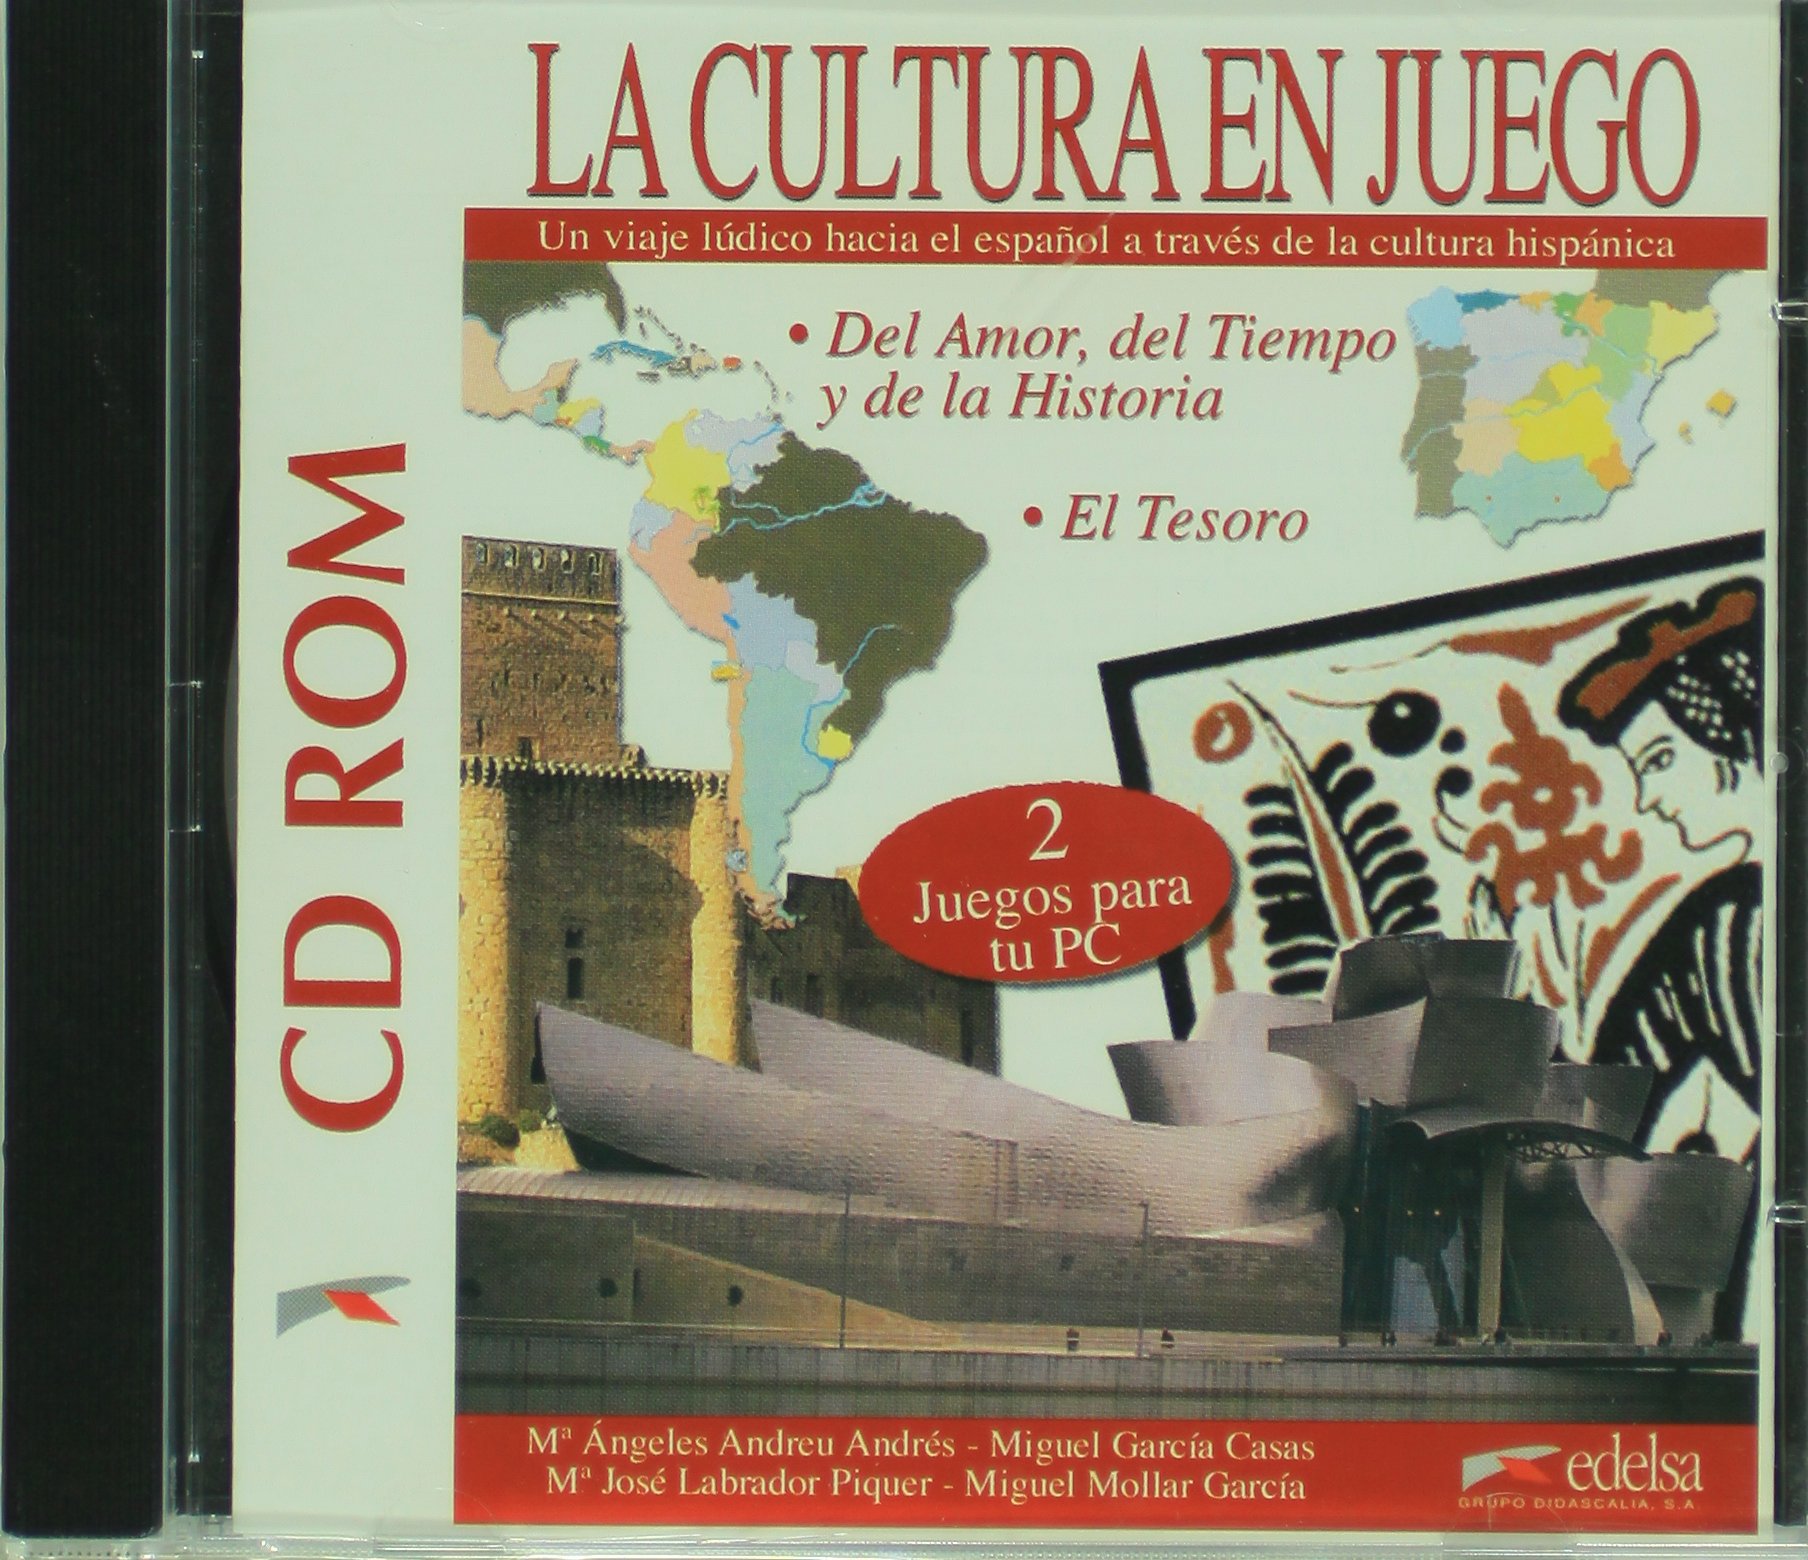 LA CULTURA EN JUEGO
Un viaje lúdico hacia el español a través de la cultura hispánica
• Del Amor, del Tiempo
y de la Historia
• El Tesoro
CD ROM
2
Juegos para
tu PC
Mª Ángeles Andreu Andrés - Miguel García Casas
Mª José Labrador Piquer - Miguel Mollar García
edelsa
GRUPO DIDASCALIA, S.A.